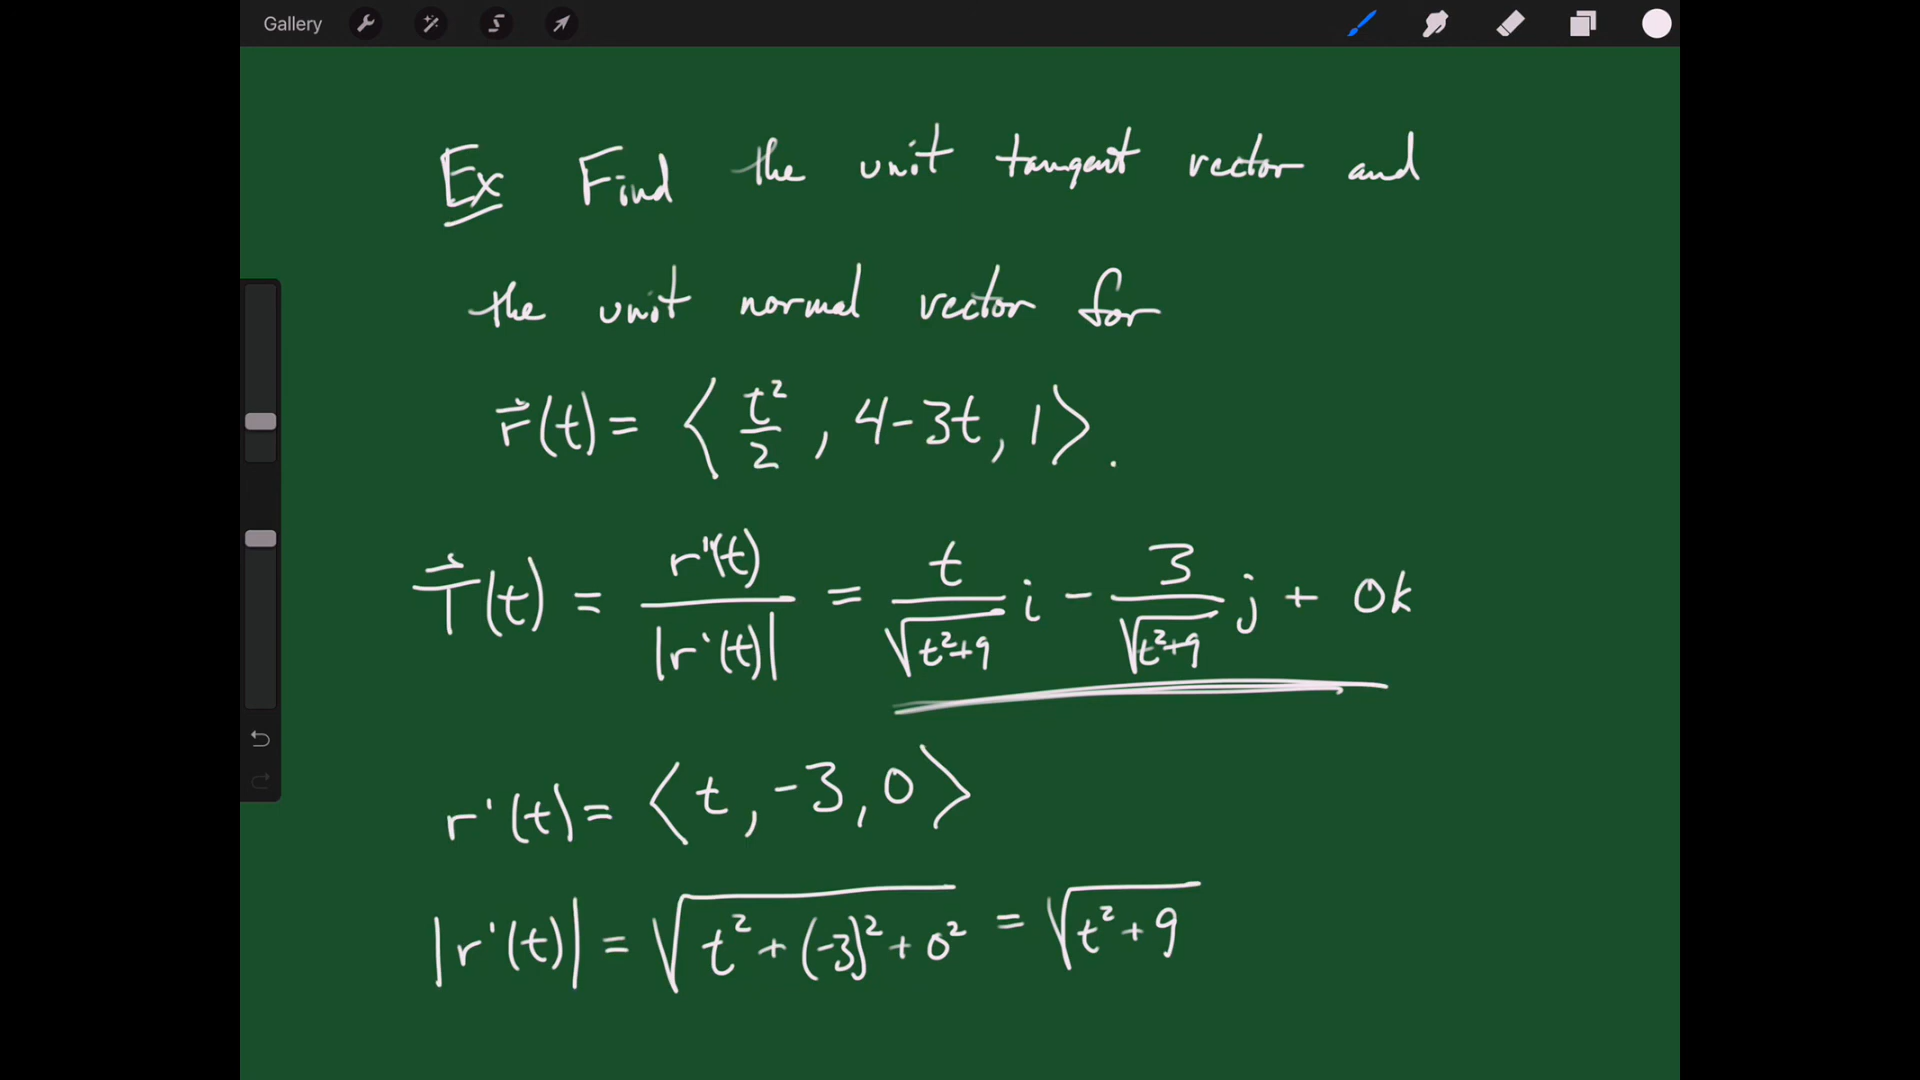 Gallery
Ex Find the unit tangent vector and
the unit normal vector for
r⃗(t) = ⟨ t²/2 , 4-3t, 1 ⟩.
T⃗(t) = r'(t)/|r'(t)| = t/√(t²+9) i - 3/√(t²+9) j + 0k
r'(t) = ⟨ t, -3, 0 ⟩
|r'(t)| = √(t² + (-3)² + 0²) = √(t² + 9)